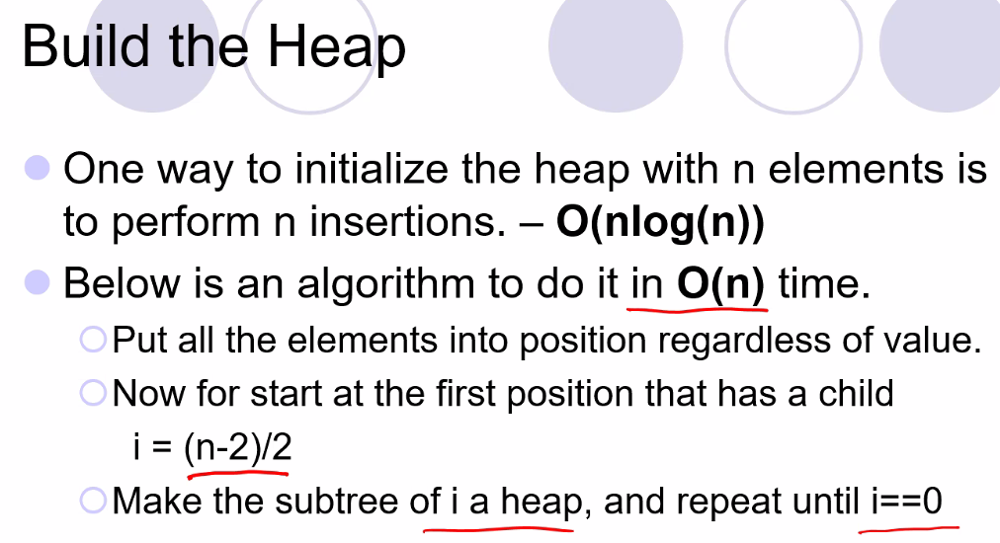 Build the Heap
One way to initialize the heap with n elements is
to perform n insertions. – O(nlog(n))
Below is an algorithm to do it in O(n) time.
Put all the elements into position regardless of value.
Now for start at the first position that has a child
i = (n-2)/2
Make the subtree of i a heap, and repeat until i==0